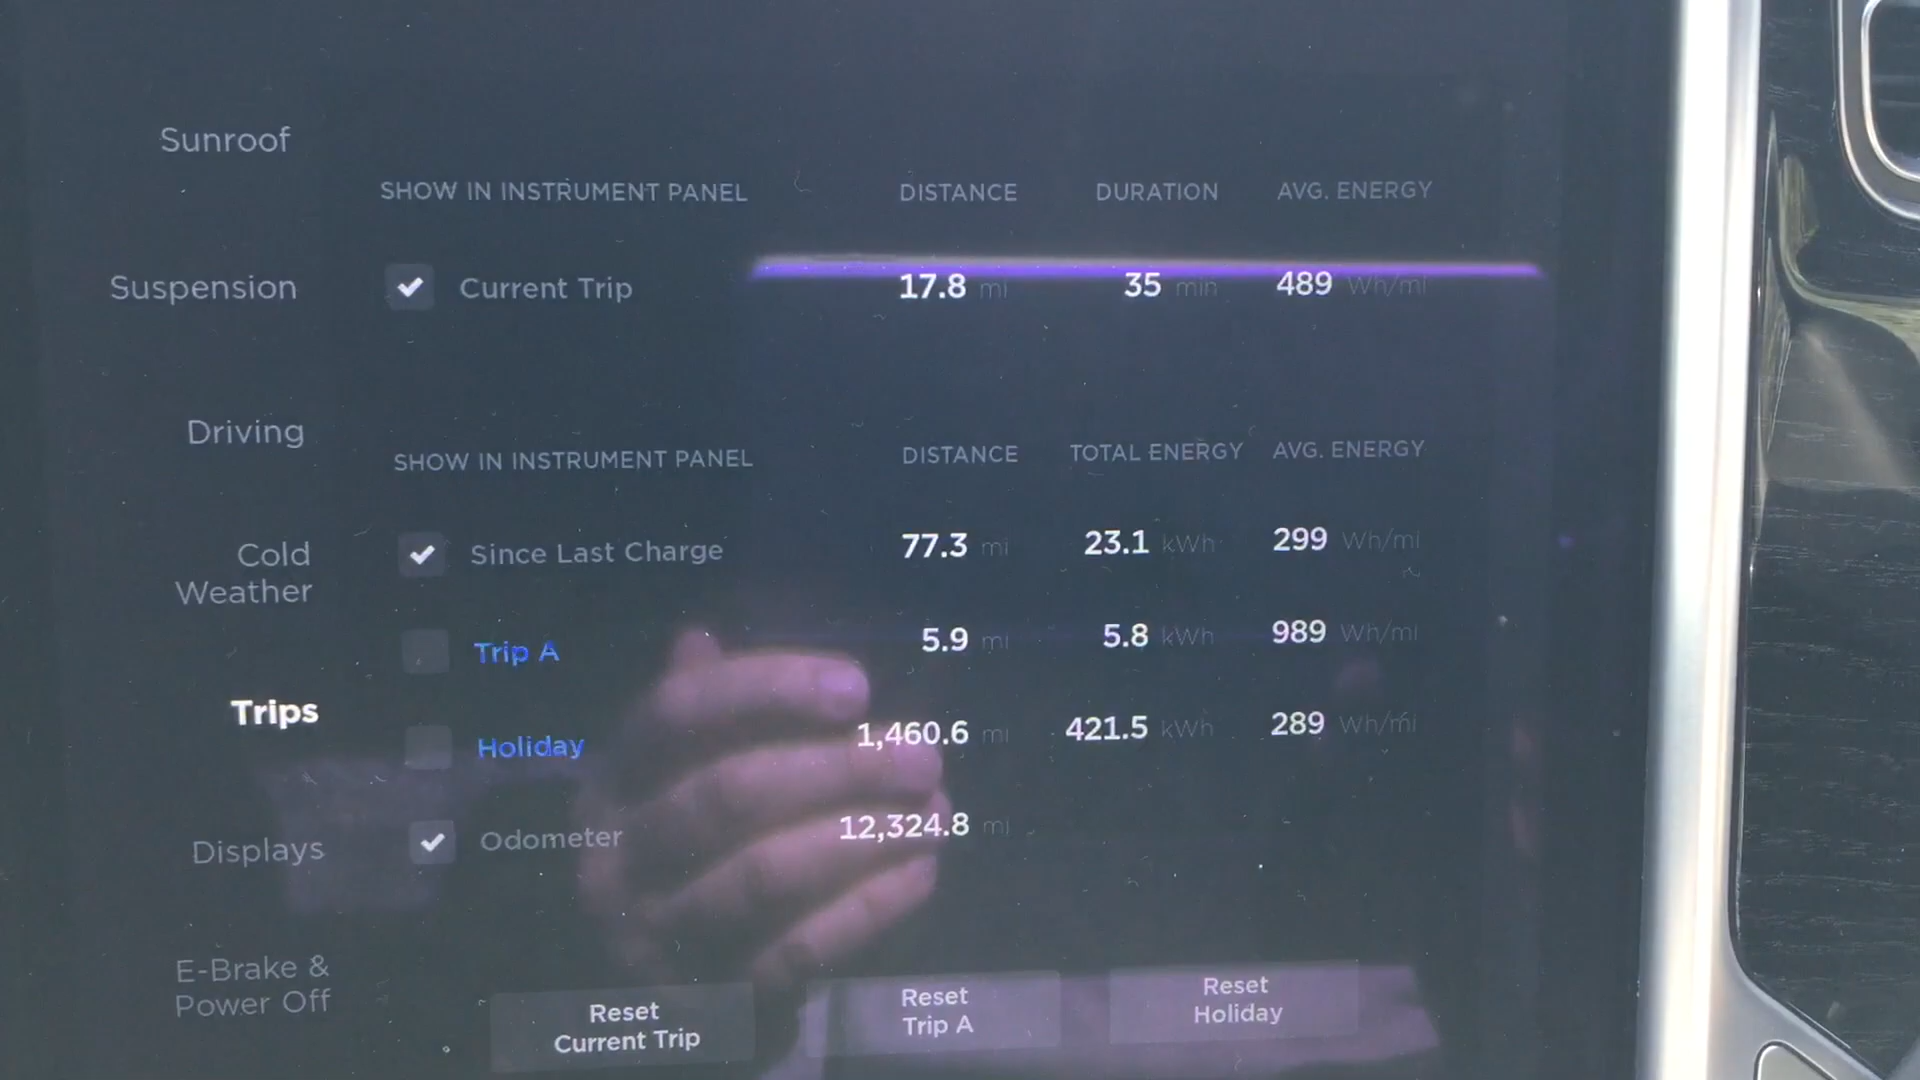 Sunroof
SHOW IN INSTRUMENT PANEL DISTANCE DURATION AVG. ENERGY
Suspension
Current Trip 17.8 mi 35 min 489 Wh/mi
Driving
SHOW IN INSTRUMENT PANEL DISTANCE TOTAL ENERGY AVG. ENERGY
Cold
Weather
Since Last Charge 77.3 mi 23.1 kWh 299 Wh/mi
Trip A 5.9 mi 5.8 kWh 989 Wh/mi
Trips
Holiday 1,460.6 mi 421.5 kWh 289 Wh/mi
Displays
Odometer 12,324.8 mi
E-Brake &
Power Off
Reset
Current Trip
Reset
Trip A
Reset
Holiday